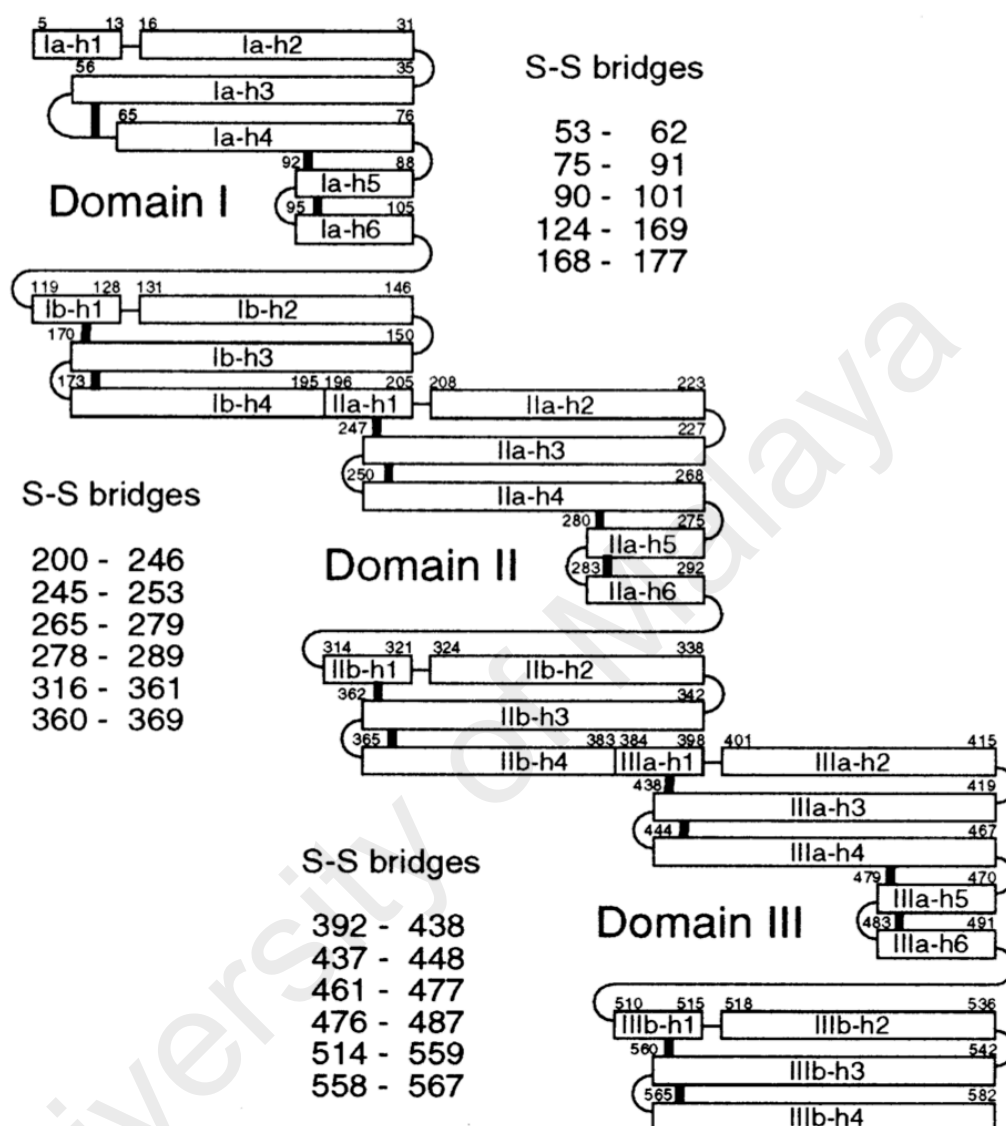 5 13 16 31
Ia-h1 Ia-h2
56 35
Ia-h3
65 76
Ia-h4
92 88
Ia-h5
95 105
Ia-h6
Domain I
S-S bridges
53 - 62
75 - 91
90 - 101
124 - 169
168 - 177
119 128 131 146
Ib-h1 Ib-h2
170 150
Ib-h3
173 195 196 205 208 223
Ib-h4 IIa-h1 IIa-h2
247 227
IIa-h3
250 268
IIa-h4
280 275
IIa-h5
283 292
IIa-h6
Domain II
S-S bridges
200 - 246
245 - 253
265 - 279
278 - 289
316 - 361
360 - 369
314 321 324 338
IIb-h1 IIb-h2
362 342
IIb-h3
365 383 384 398 401 415
IIb-h4 IIIa-h1 IIIa-h2
438 419
IIIa-h3
444 467
IIIa-h4
479 470
IIIa-h5
483 491
IIIa-h6
Domain III
S-S bridges
392 - 438
437 - 448
461 - 477
476 - 487
514 - 559
558 - 567
510 515 518 536
IIIb-h1 IIIb-h2
560 542
IIIb-h3
565 582
IIIb-h4
University of Malaya